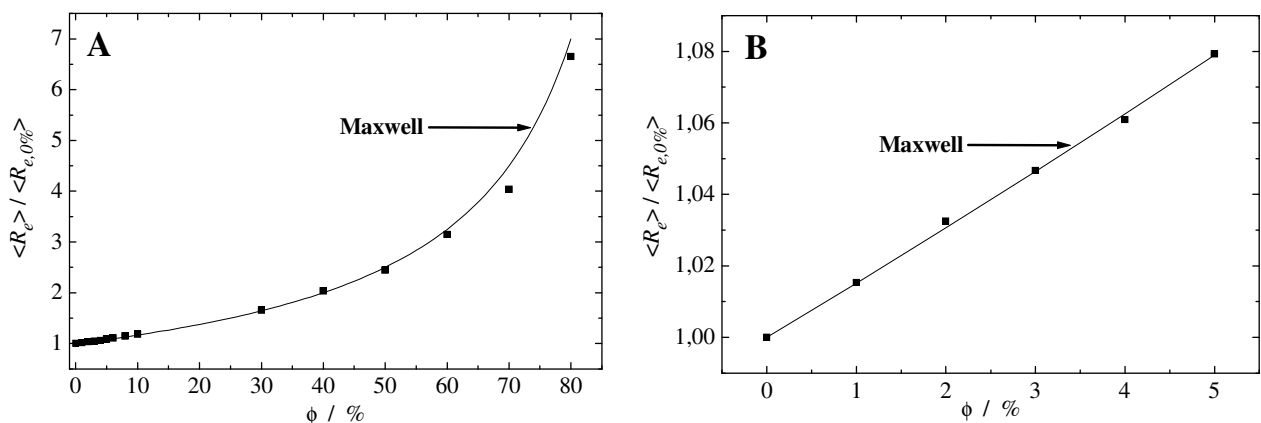 A
7
6
5
4
3
2
1
<R_e> / <R_{e,0%}>
Maxwell
0 10 20 30 40 50 60 70 80
ϕ / %
B
1,08
1,06
1,04
1,02
1,00
<R_e> / <R_{e,0%}>
Maxwell
0 1 2 3 4 5
ϕ / %